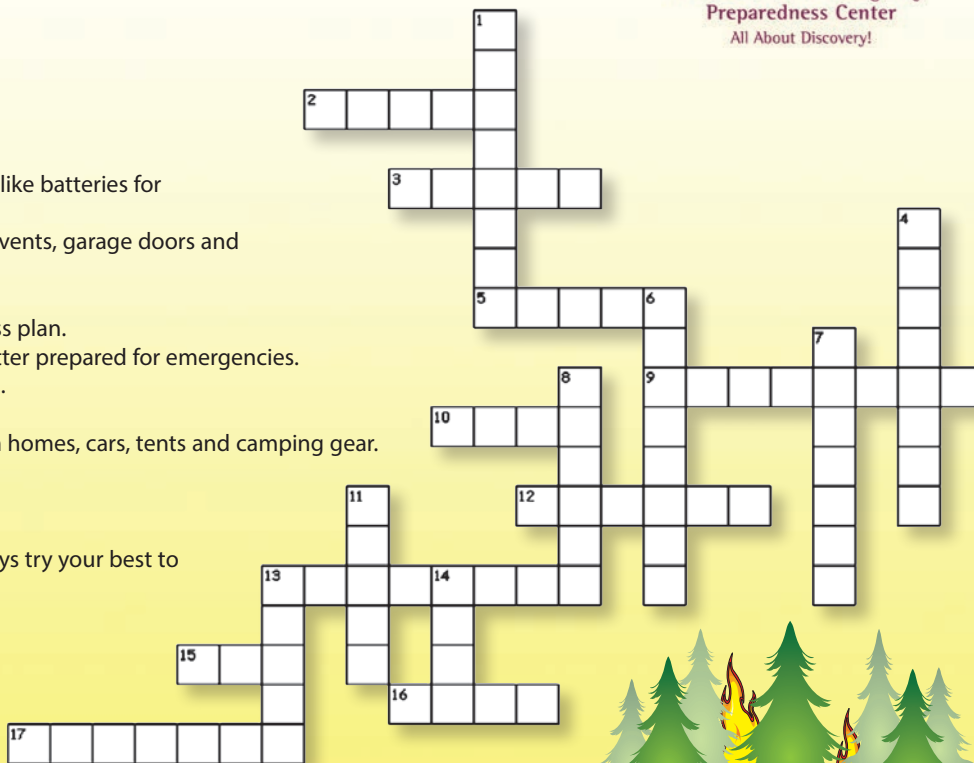 Preparedness Center
All About Discovery!
1
2
like batteries for
3
4
vents, garage doors and
5
6
ss plan.
7
tter prepared for emergencies.
8
9
.
10
homes, cars, tents and camping gear.
11
12
ys try your best to
13
14
15
16
17